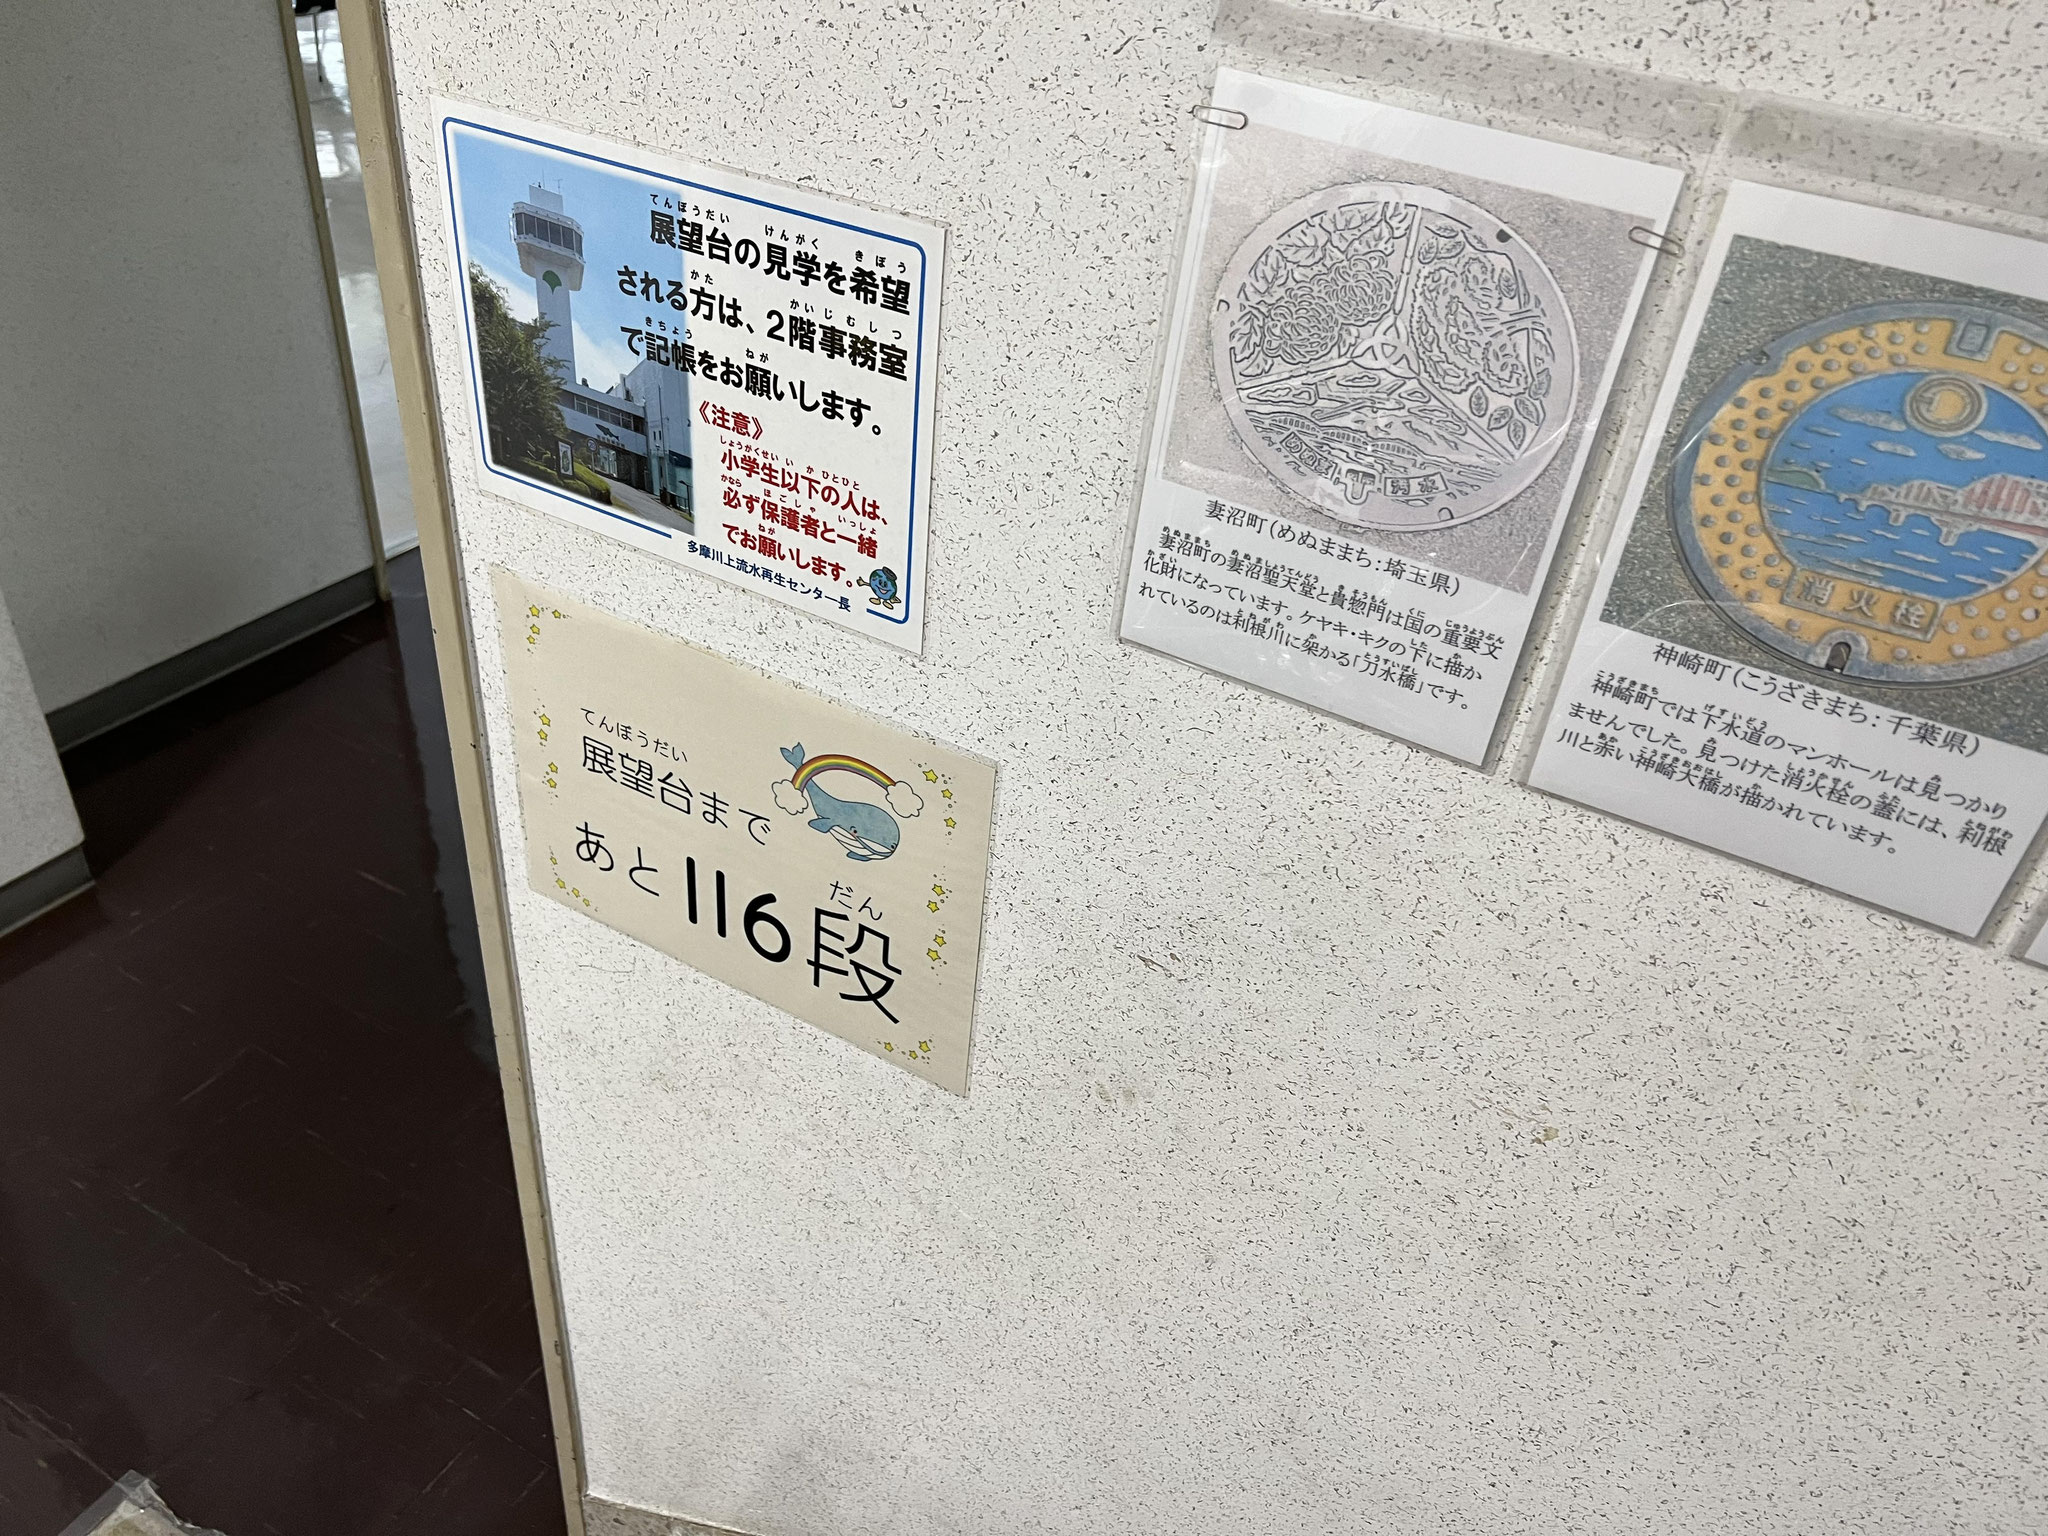 展望台の見学を希望
される方は、2階事務室
で記帳をお願いします。
《注意》
小学生以下の人は、
必ず保護者と一緒
でお願いします。
多摩川上流水再生センター長
てんぼうだい
展望台まで
あと116段
だん
めぬま
消火栓
妻沼町(めぬままち:埼玉県)
妻沼町の妻沼聖天堂と貴惣門は国の重要文
化財になっています。ケヤキ・キクの下に描か
れているのは利根川に架かる「刀水橋」です。
神崎町(こうざきまち:千葉県)
神崎町では下水道のマンホールは見つかり
ませんでした。見つけた消火栓の蓋には、利根
川と赤い神崎大橋が描かれています。